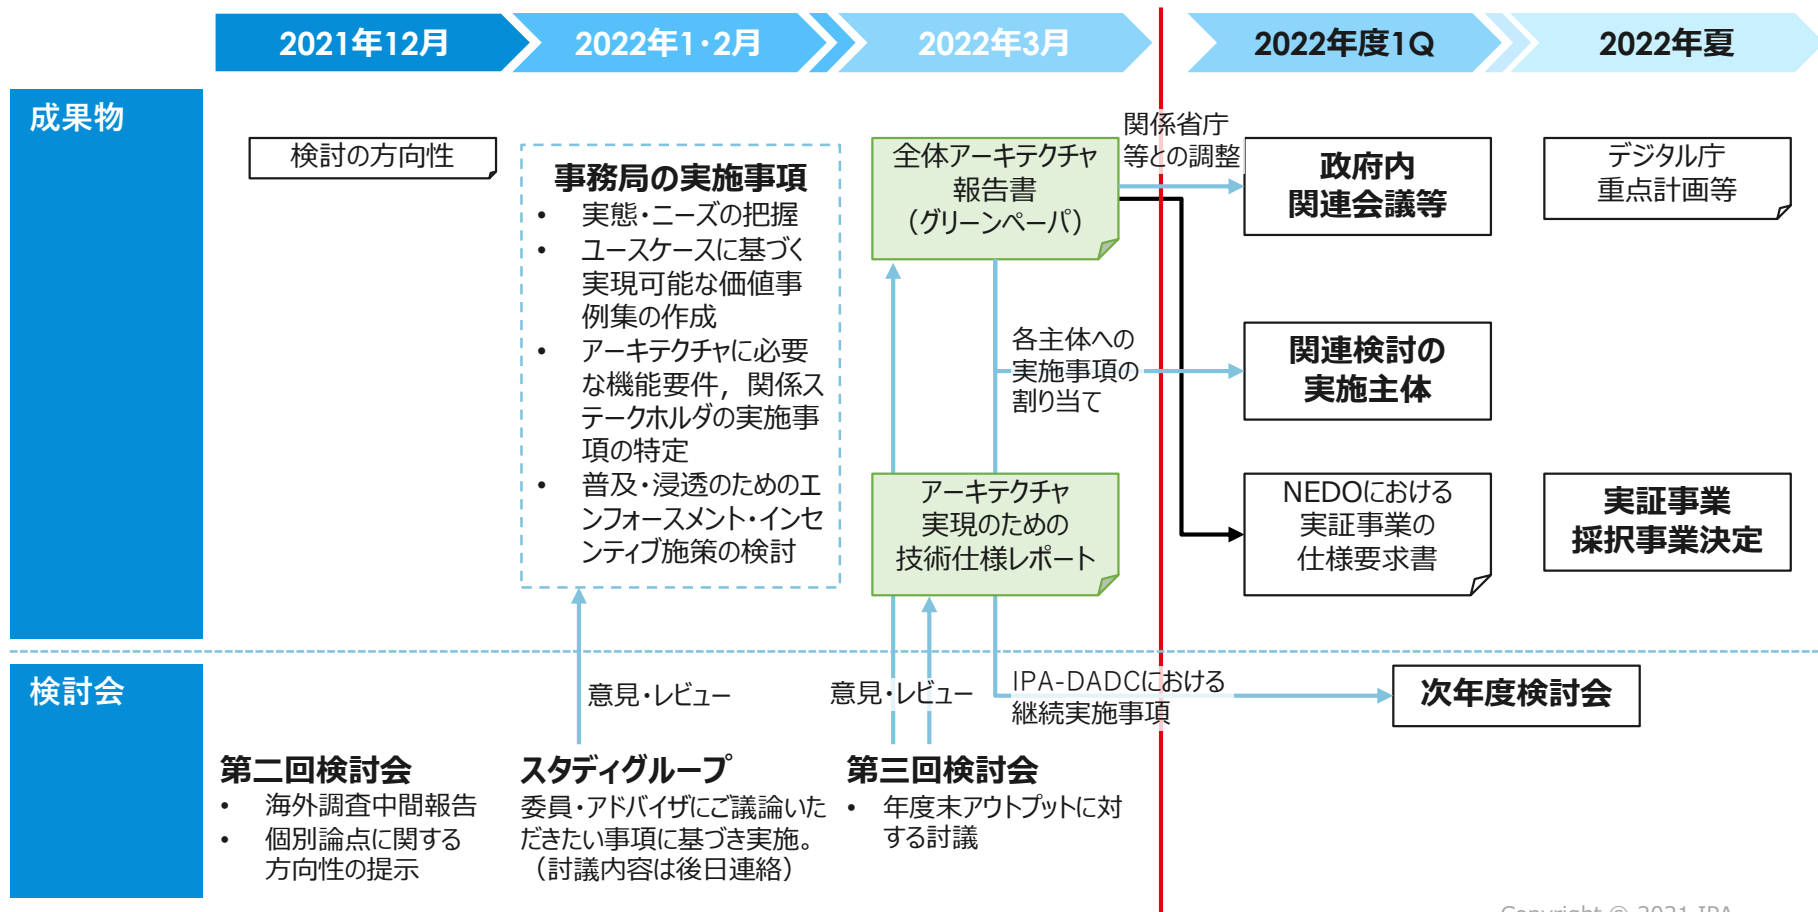 2021年12月
2022年1・2月
2022年3月
2022年度1Q
2022年夏
成果物
検討の方向性
事務局の実施事項
• 実態・ニーズの把握
• ユースケースに基づく
実現可能な価値事
例集の作成
• アーキテクチャに必要
な機能要件，関係ス
テークホルダの実施事
項の特定
• 普及・浸透のためのエ
ンフォースメント・インセ
ンティブ施策の検討
全体アーキテクチャ
報告書
（グリーンペーパ）
関係省庁
等との調整
政府内
関連会議等
デジタル庁
重点計画等
各主体への
実施事項の
割り当て
関連検討の
実施主体
アーキテクチャ
実現のための
技術仕様レポート
NEDOにおける
実証事業の
仕様要求書
実証事業
採択事業決定
検討会
意見・レビュー
意見・レビュー
IPA-DADCにおける
継続実施事項
次年度検討会
第二回検討会
• 海外調査中間報告
• 個別論点に関する
方向性の提示
スタディグループ
委員・アドバイザにご議論いた
だきたい事項に基づき実施。
（討議内容は後日連絡）
第三回検討会
• 年度末アウトプットに対
する討議
Copyright © 2021 IPA